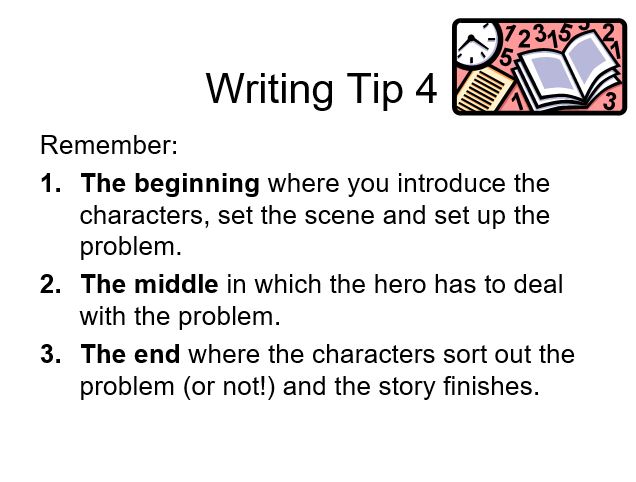 Writing Tip 4
Remember:
1. The beginning where you introduce the
characters, set the scene and set up the
problem.
2. The middle in which the hero has to deal
with the problem.
3. The end where the characters sort out the
problem (or not!) and the story finishes.